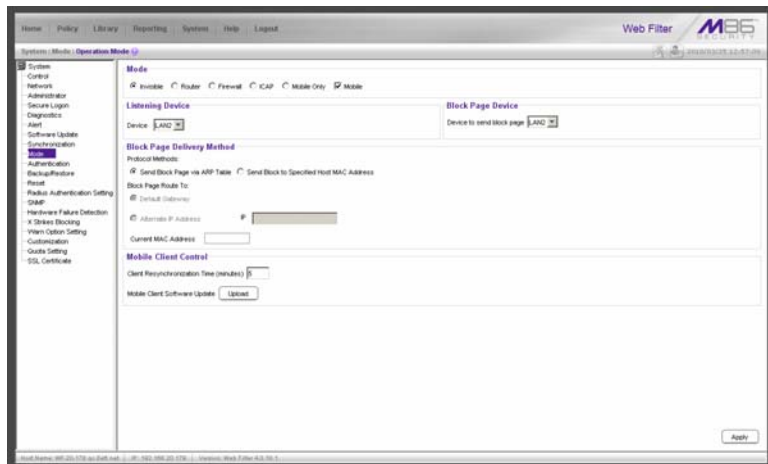 Home Policy Library Reporting System Help Logout
Web Filter M86 SECURITY
System : Mode : Operation Mode
System
Control
Network
Administrator
Secure Logon
Diagnostics
Alert
Software Update
Synchronization
Mode
Authentication
Backup/Restore
Reset
Radius Authentication Setting
SNMP
Hardware Failure Detection
X Strikes Blocking
Warn Option Setting
Customization
Quota Setting
SSL Certificate
Mode
Invisible Router Firewall ICAP Mobile Only Mobile
Listening Device
Device LAN2
Block Page Device
Device to send block page LAN2
Block Page Delivery Method
Protocol Methods:
Send Block Page via ARP Table Send Block to Specified Host MAC Address
Block Page Route To:
Default Gateway
Alternate IP Address IP
Current MAC Address
Mobile Client Control
Client Resynchronization Time (minutes) 5
Mobile Client Software Update Upload
Apply